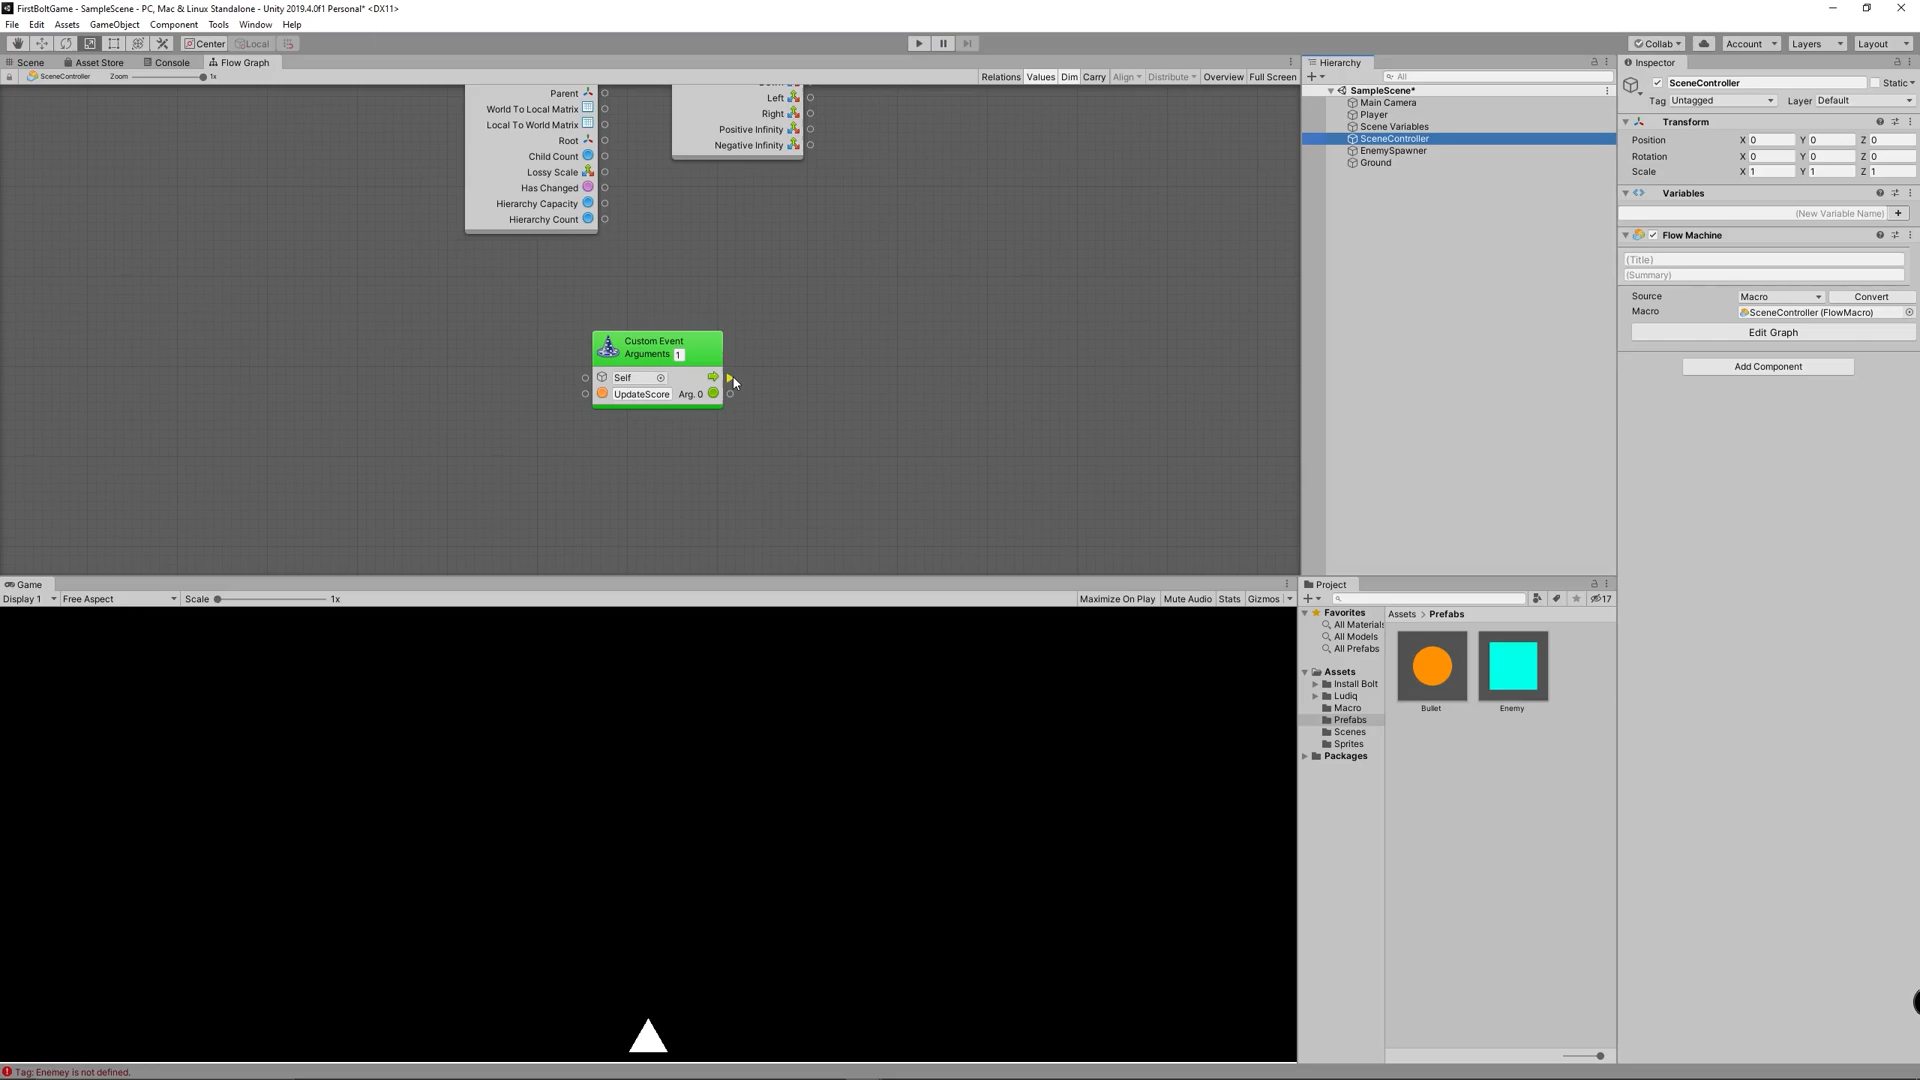 FirstBoltGame - SampleScene - PC, Mac & Linux Standalone - Unity 2019.4.0f1 Personal* <DX11>
File Edit Assets GameObject Component Tools Window Help
Center Local Collab Account Layers Layout
Scene Asset Store Console Flow Graph
SceneController Zoom 1x Relations Values Dim Carry Align Distribute Overview Full Screen
Parent
World To Local Matrix
Local To World Matrix
Root
Child Count
Lossy Scale
Has Changed
Hierarchy Capacity
Hierarchy Count
Left
Right
Positive Infinity
Negative Infinity
Custom Event
Arguments 1
Self
UpdateScore Arg. 0
Hierarchy
All
SampleScene*
Main Camera
Player
Scene Variables
SceneController
EnemySpawner
Ground
Inspector
SceneController Static
Tag Untagged Layer Default
Transform
Position X 0 Y 0 Z 0
Rotation X 0 Y 0 Z 0
Scale X 1 Y 1 Z 1
Variables
(New Variable Name)
Flow Machine
(Title)
(Summary)
Source Macro Convert
Macro SceneController (FlowMacro)
Edit Graph
Add Component
Game
Display 1 Free Aspect Scale 1x Maximize On Play Mute Audio Stats Gizmos
Project
17
Favorites
All Materials
All Models
All Prefabs
Assets
Install Bolt
Ludiq
Macro
Prefabs
Scenes
Sprites
Packages
Assets > Prefabs
Bullet
Enemy
Tag: Enemey is not defined.